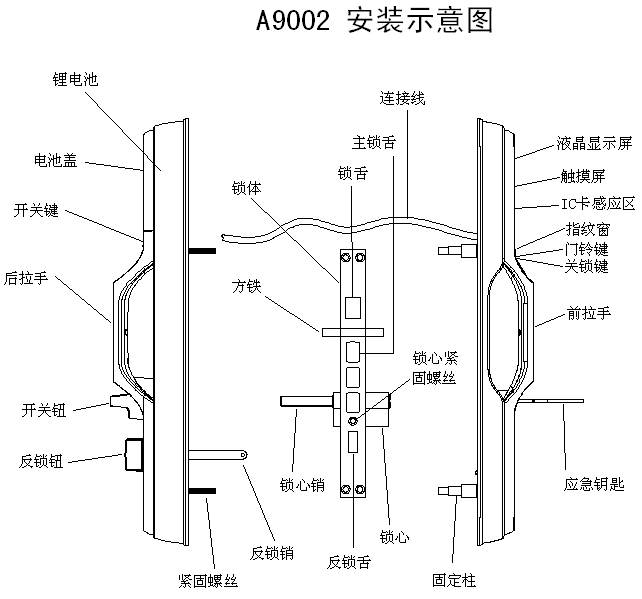 A9002 安装示意图
锂电池
连接线
主锁舌
液晶显示屏
电池盖
锁舌
触摸屏
锁体
IC卡感应区
开关键
指纹窗
门铃键
关锁键
后拉手
方铁
前拉手
锁心紧
固螺丝
开关钮
反锁钮
锁心销
应急钥匙
锁心
反锁销
反锁舌
紧固螺丝
固定柱